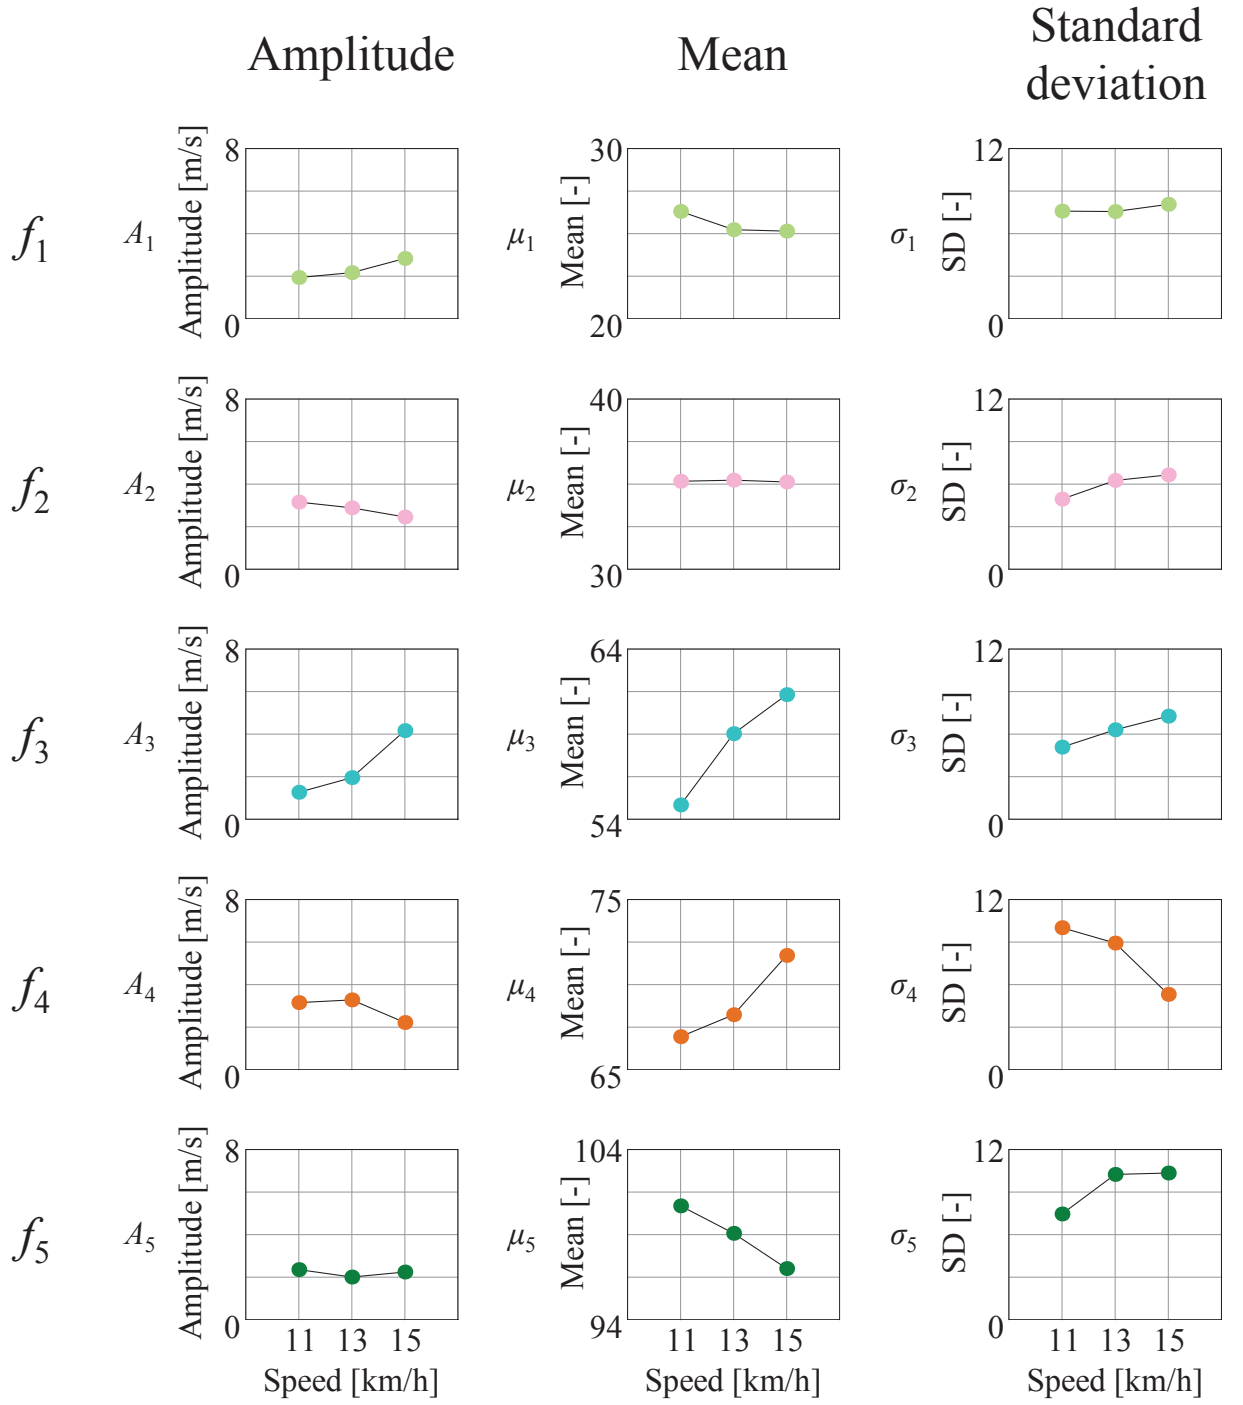 Amplitude Mean Standard
deviation
f1 A1 Amplitude [m/s] 8 0 μ1 Mean [-] 30 20 σ1 SD [-] 12 0
f2 A2 Amplitude [m/s] 8 0 μ2 Mean [-] 40 30 σ2 SD [-] 12 0
f3 A3 Amplitude [m/s] 8 0 μ3 Mean [-] 64 54 σ3 SD [-] 12 0
f4 A4 Amplitude [m/s] 8 0 μ4 Mean [-] 75 65 σ4 SD [-] 12 0
f5 A5 Amplitude [m/s] 8 0 μ5 Mean [-] 104 94 σ5 SD [-] 12 0
11 13 15 11 13 15 11 13 15
Speed [km/h] Speed [km/h] Speed [km/h]